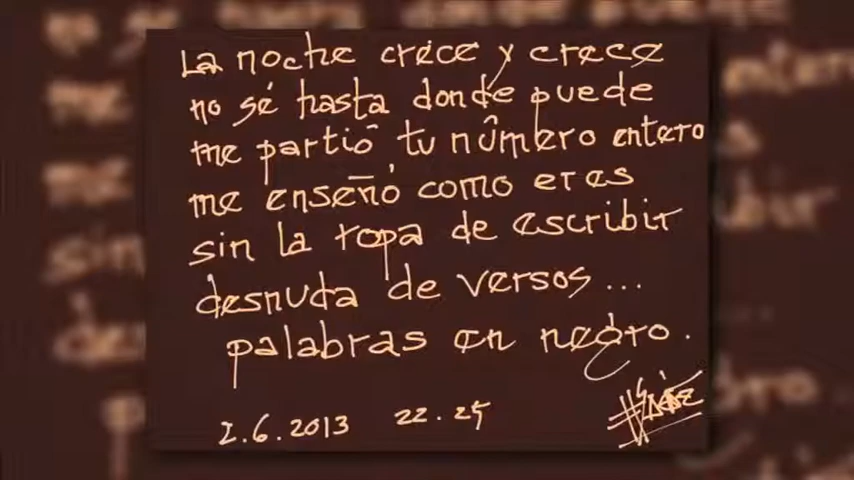 La noche crece y crece
no sé hasta donde puede
me partió tu número entero
me enseñó como eres
sin la ropa de escribir
desnuda de versos...
palabras en negro.
2.6.2013 22.25